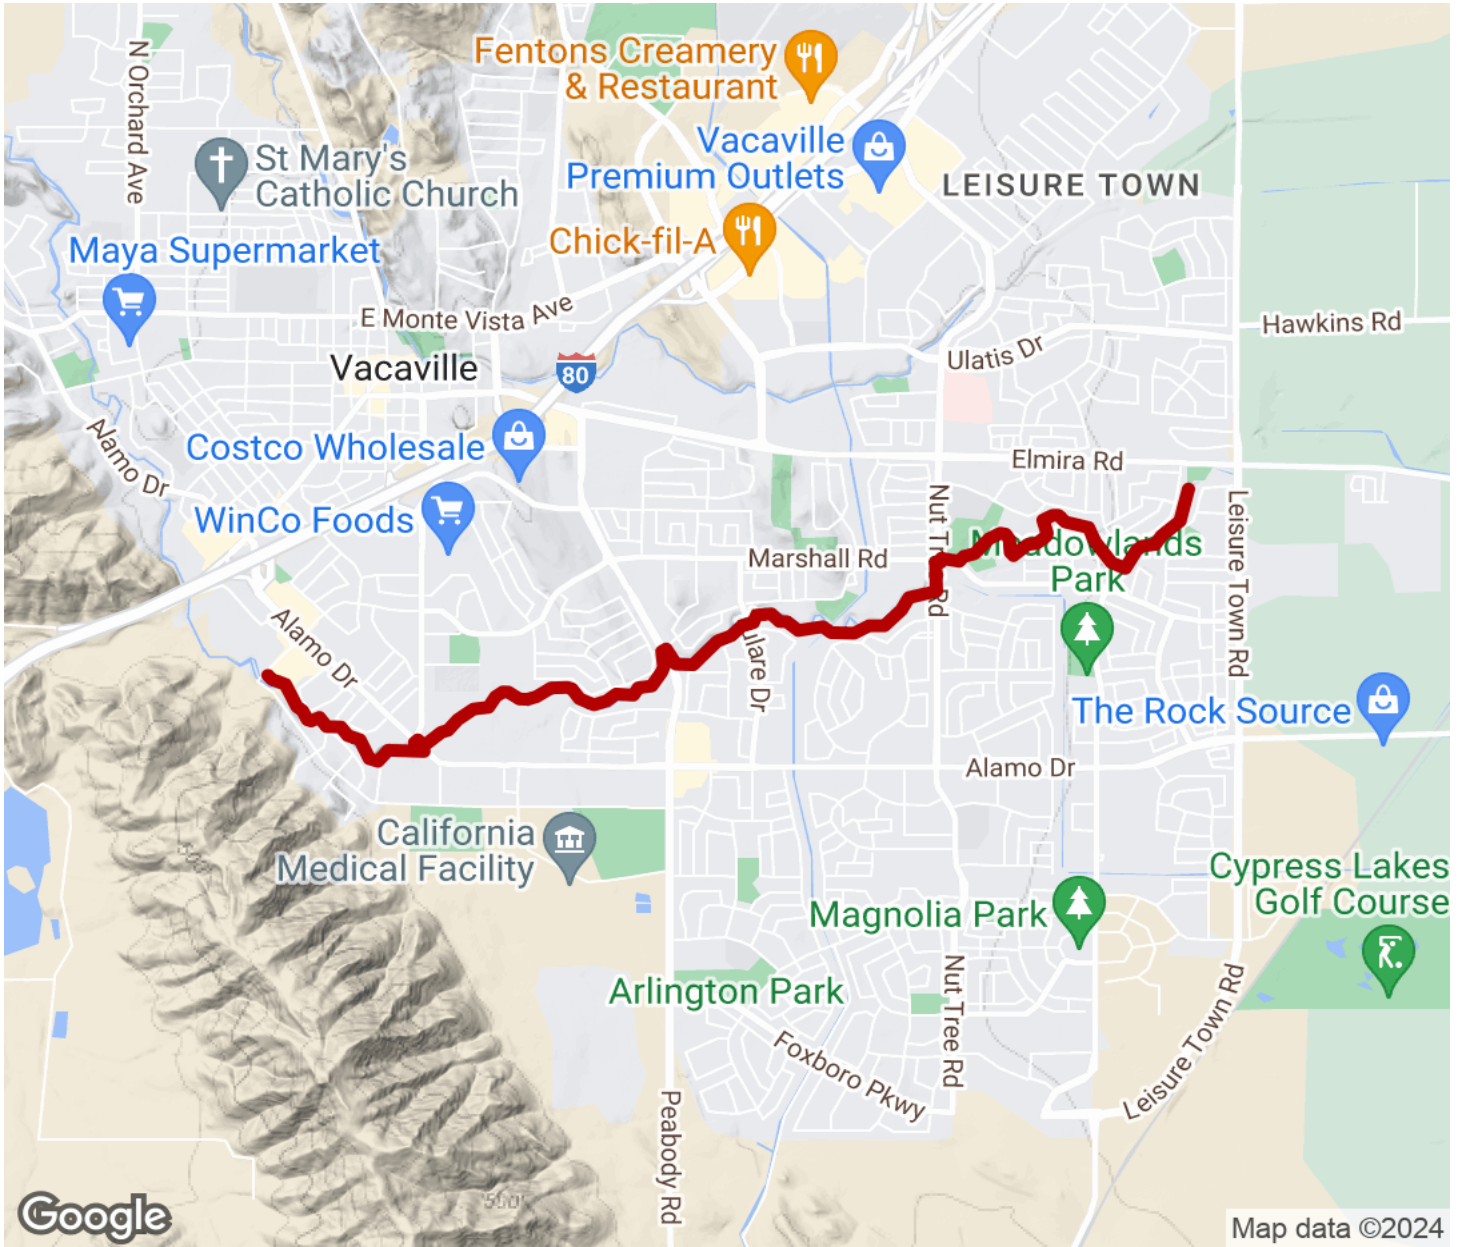 N Orchard Ave
Fentons Creamery
& Restaurant
St Mary's
Catholic Church
Vacaville
Premium Outlets
LEISURE TOWN
Chick-fil-A
Maya Supermarket
E Monte Vista Ave
Hawkins Rd
Ulatis Dr
Vacaville
80
Alamo Dr
Costco Wholesale
Elmira Rd
WinCo Foods
Nut Tree Rd
Leisure Town Rd
Marshall Rd
Meadowlands
Park
Alamo Dr
ulare Dr
The Rock Source
Alamo Dr
California
Medical Facility
Cypress Lakes
Golf Course
Magnolia Park
Arlington Park
Nut Tree Rd
Foxboro Pkwy
Leisure Town Rd
Peabody Rd
Google
Map data ©2024